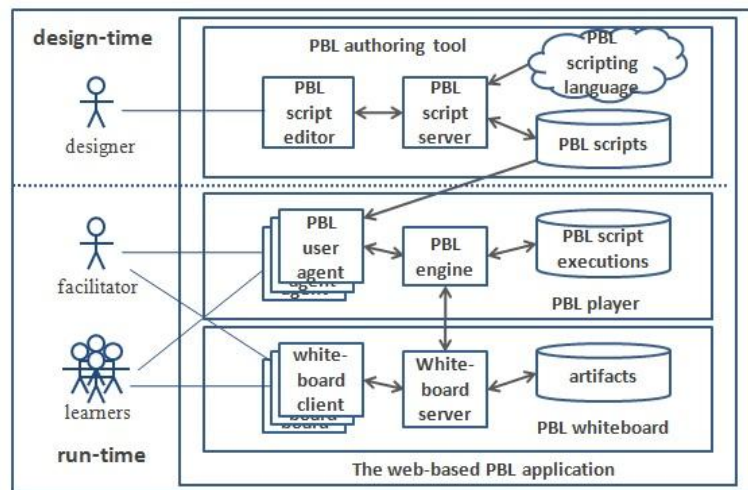 design-time
PBL authoring tool
PBL
scripting
language
PBL
script
editor
PBL
script
server
PBL scripts
designer
PBL
user
agent
agent
PBL
engine
PBL script
executions
PBL player
facilitator
white-
board
client
board
White-
board
server
artifacts
PBL whiteboard
learners
run-time
The web-based PBL application